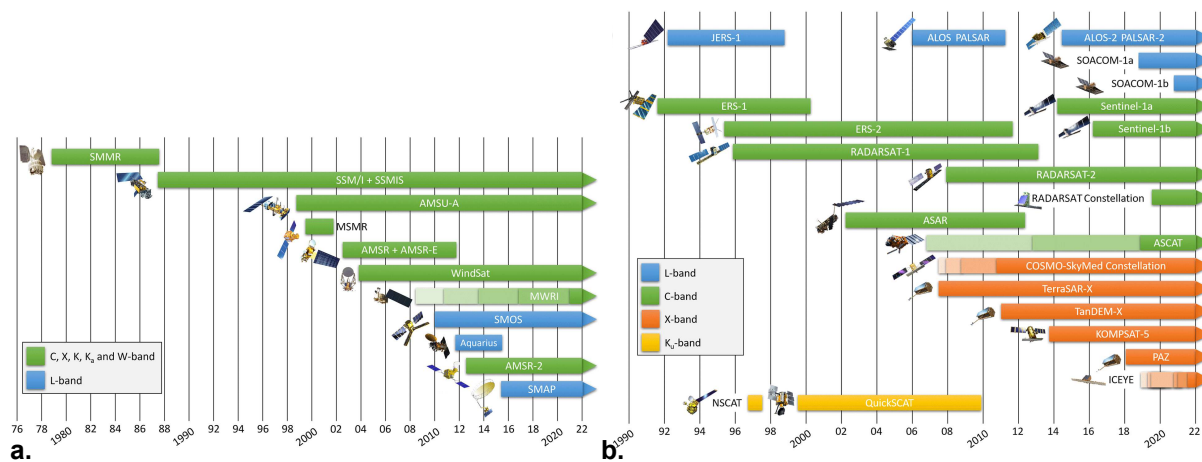 SMMR
SSM/I + SSMIS
AMSU-A
MSMR
AMSR + AMSR-E
WindSat
MWRI
SMOS
Aquarius
AMSR-2
SMAP
C, X, K, Ka and W-band
L-band
76 78 1980 82 84 86 88 1990 92 94 96 98 2000 02 04 06 08 2010 12 14 16 18 2020 22
a.
JERS-1 ALOS PALSAR ALOS-2 PALSAR-2
SOACOM-1a
SOACOM-1b
ERS-1 Sentinel-1a
ERS-2 Sentinel-1b
RADARSAT-1
RADARSAT-2
RADARSAT Constellation
ASAR
ASCAT
COSMO-SkyMed Constellation
TerraSAR-X
TanDEM-X
KOMPSAT-5
PAZ
ICEYE
NSCAT QuickSCAT
L-band
C-band
X-band
Ku-band
1990 92 94 96 98 2000 02 04 06 08 2010 12 14 16 18 2020 22
b.